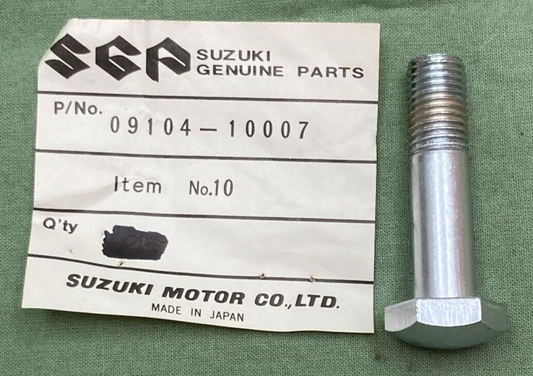 SGP SUZUKI
GENUINE PARTS
P/No.
09104-10007
Item No.10
Q'ty
SUZUKI MOTOR CO.,LTD.
MADE IN JAPAN